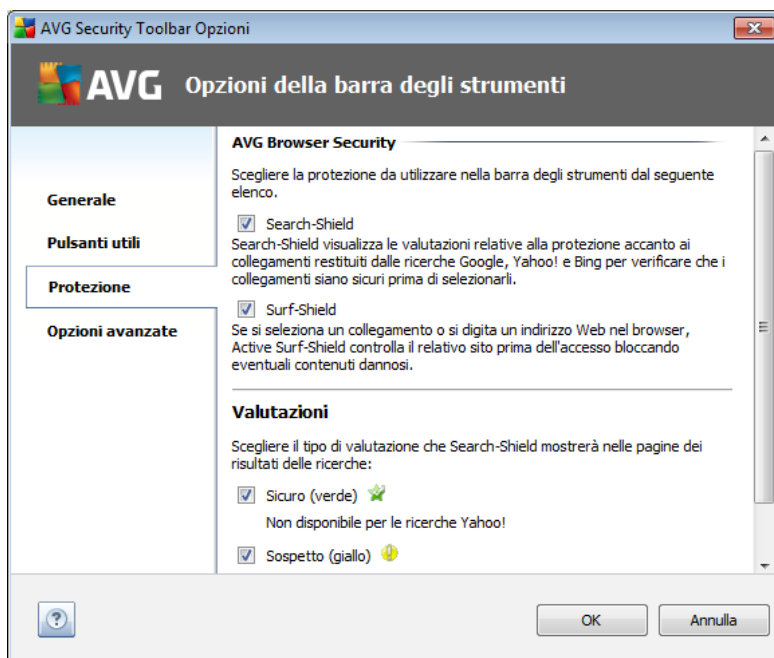 AVG Security Toolbar Opzioni
AVG Opzioni della barra degli strumenti
Generale
Pulsanti utili
Protezione
Opzioni avanzate
AVG Browser Security
Scegliere la protezione da utilizzare nella barra degli strumenti dal seguente
elenco.
Search-Shield
Search-Shield visualizza le valutazioni relative alla protezione accanto ai
collegamenti restituiti dalle ricerche Google, Yahoo! e Bing per verificare che i
collegamenti siano sicuri prima di selezionarli.
Surf-Shield
Se si seleziona un collegamento o si digita un indirizzo Web nel browser,
Active Surf-Shield controlla il relativo sito prima dell'accesso bloccando
eventuali contenuti dannosi.
Valutazioni
Scegliere il tipo di valutazione che Search-Shield mostrerà nelle pagine dei
risultati delle ricerche:
Sicuro (verde)
Non disponibile per le ricerche Yahoo!
Sospetto (giallo)
?
OK
Annulla